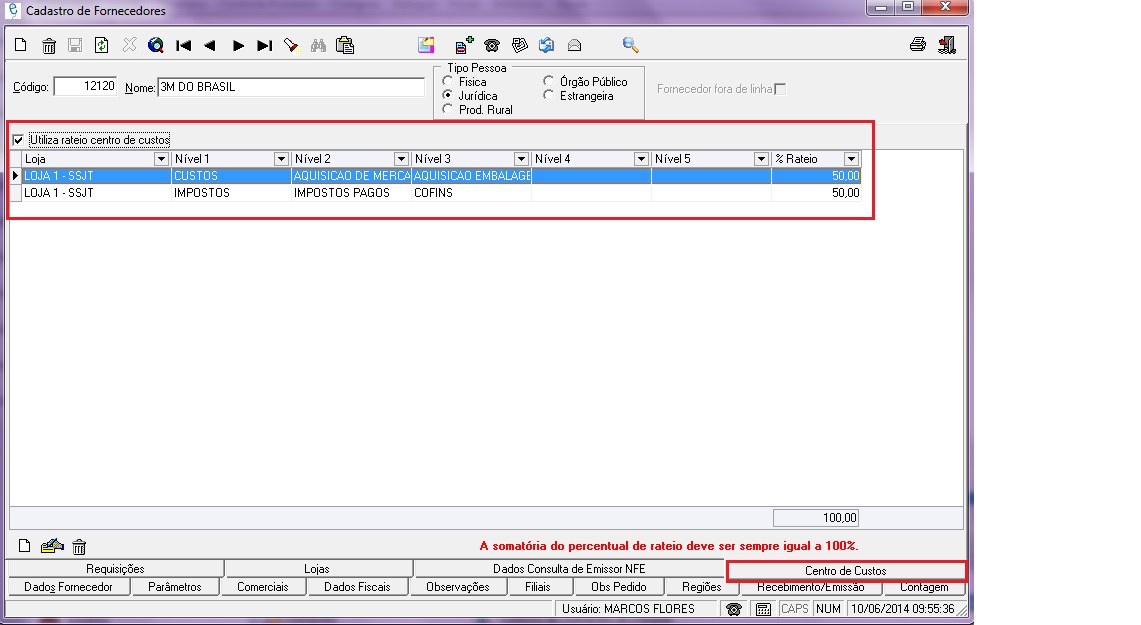 Cadastro de Fornecedores
Código: 12120 Nome: 3M DO BRASIL
Tipo Pessoa
Física Órgão Público
Jurídica Estrangeira
Prod. Rural
Fornecedor fora de linha
Utiliza rateio centro de custos
Loja Nível 1 Nível 2 Nível 3 Nível 4 Nível 5 % Rateio
LOJA 1 - SSJT CUSTOS AQUISICAO DE MERCA AQUISICAO EMBALAGE 50,00
LOJA 1 - SSJT IMPOSTOS IMPOSTOS PAGOS COFINS 50,00
100,00
A somatória do percentual de rateio deve ser sempre igual a 100%.
Requisições Lojas Dados Consulta de Emissor NFE Centro de Custos
Dados Fornecedor Parâmetros Comerciais Dados Fiscais Observações Filiais Obs Pedido Regiões Recebimento/Emissão Contagem
Usuário: MARCOS FLORES CAPS NUM 10/06/2014 09:55:36